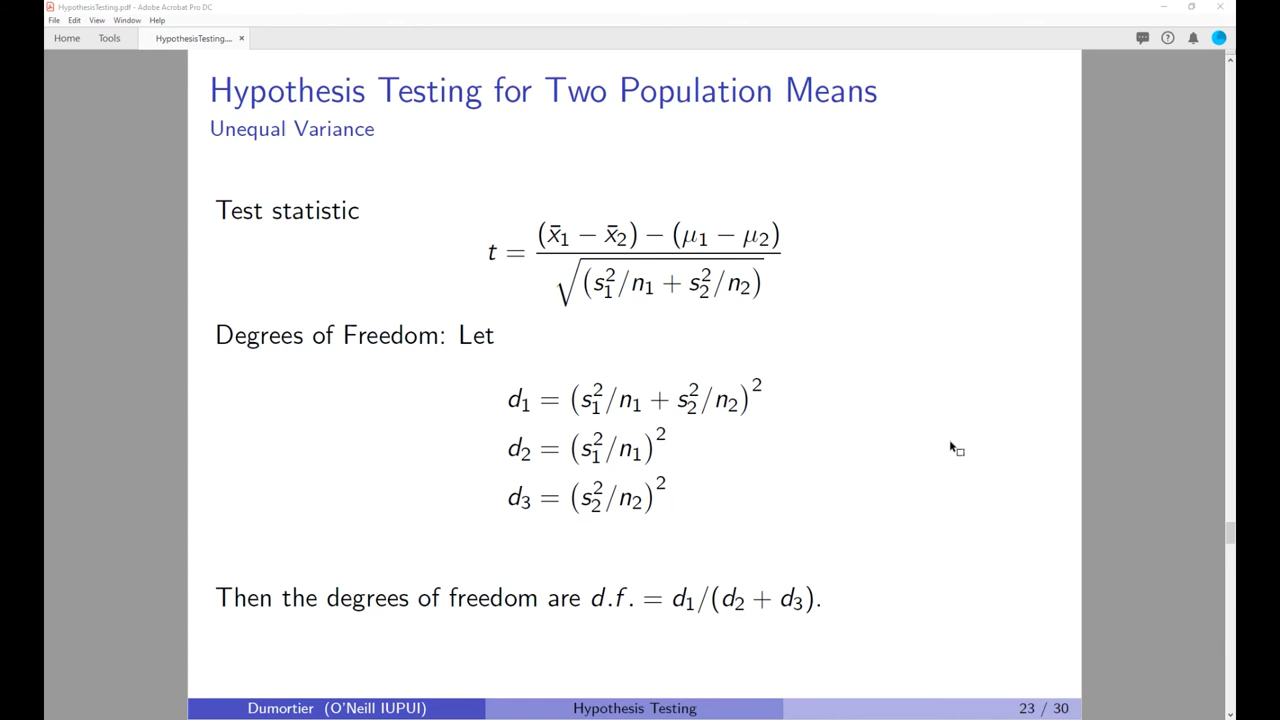 HypothesisTesting.pdf - Adobe Acrobat Pro DC
File Edit View Window Help
Home Tools HypothesisTesting.... ×
Hypothesis Testing for Two Population Means
Unequal Variance
Test statistic
t = ((x̄₁ − x̄₂) − (μ₁ − μ₂)) / √(s₁²/n₁ + s₂²/n₂)
Degrees of Freedom: Let
d₁ = (s₁²/n₁ + s₂²/n₂)²
d₂ = (s₁²/n₁)²
d₃ = (s₂²/n₂)²
Then the degrees of freedom are d.f. = d₁/(d₂ + d₃).
Dumortier (O'Neill IUPUI) Hypothesis Testing 23 / 30